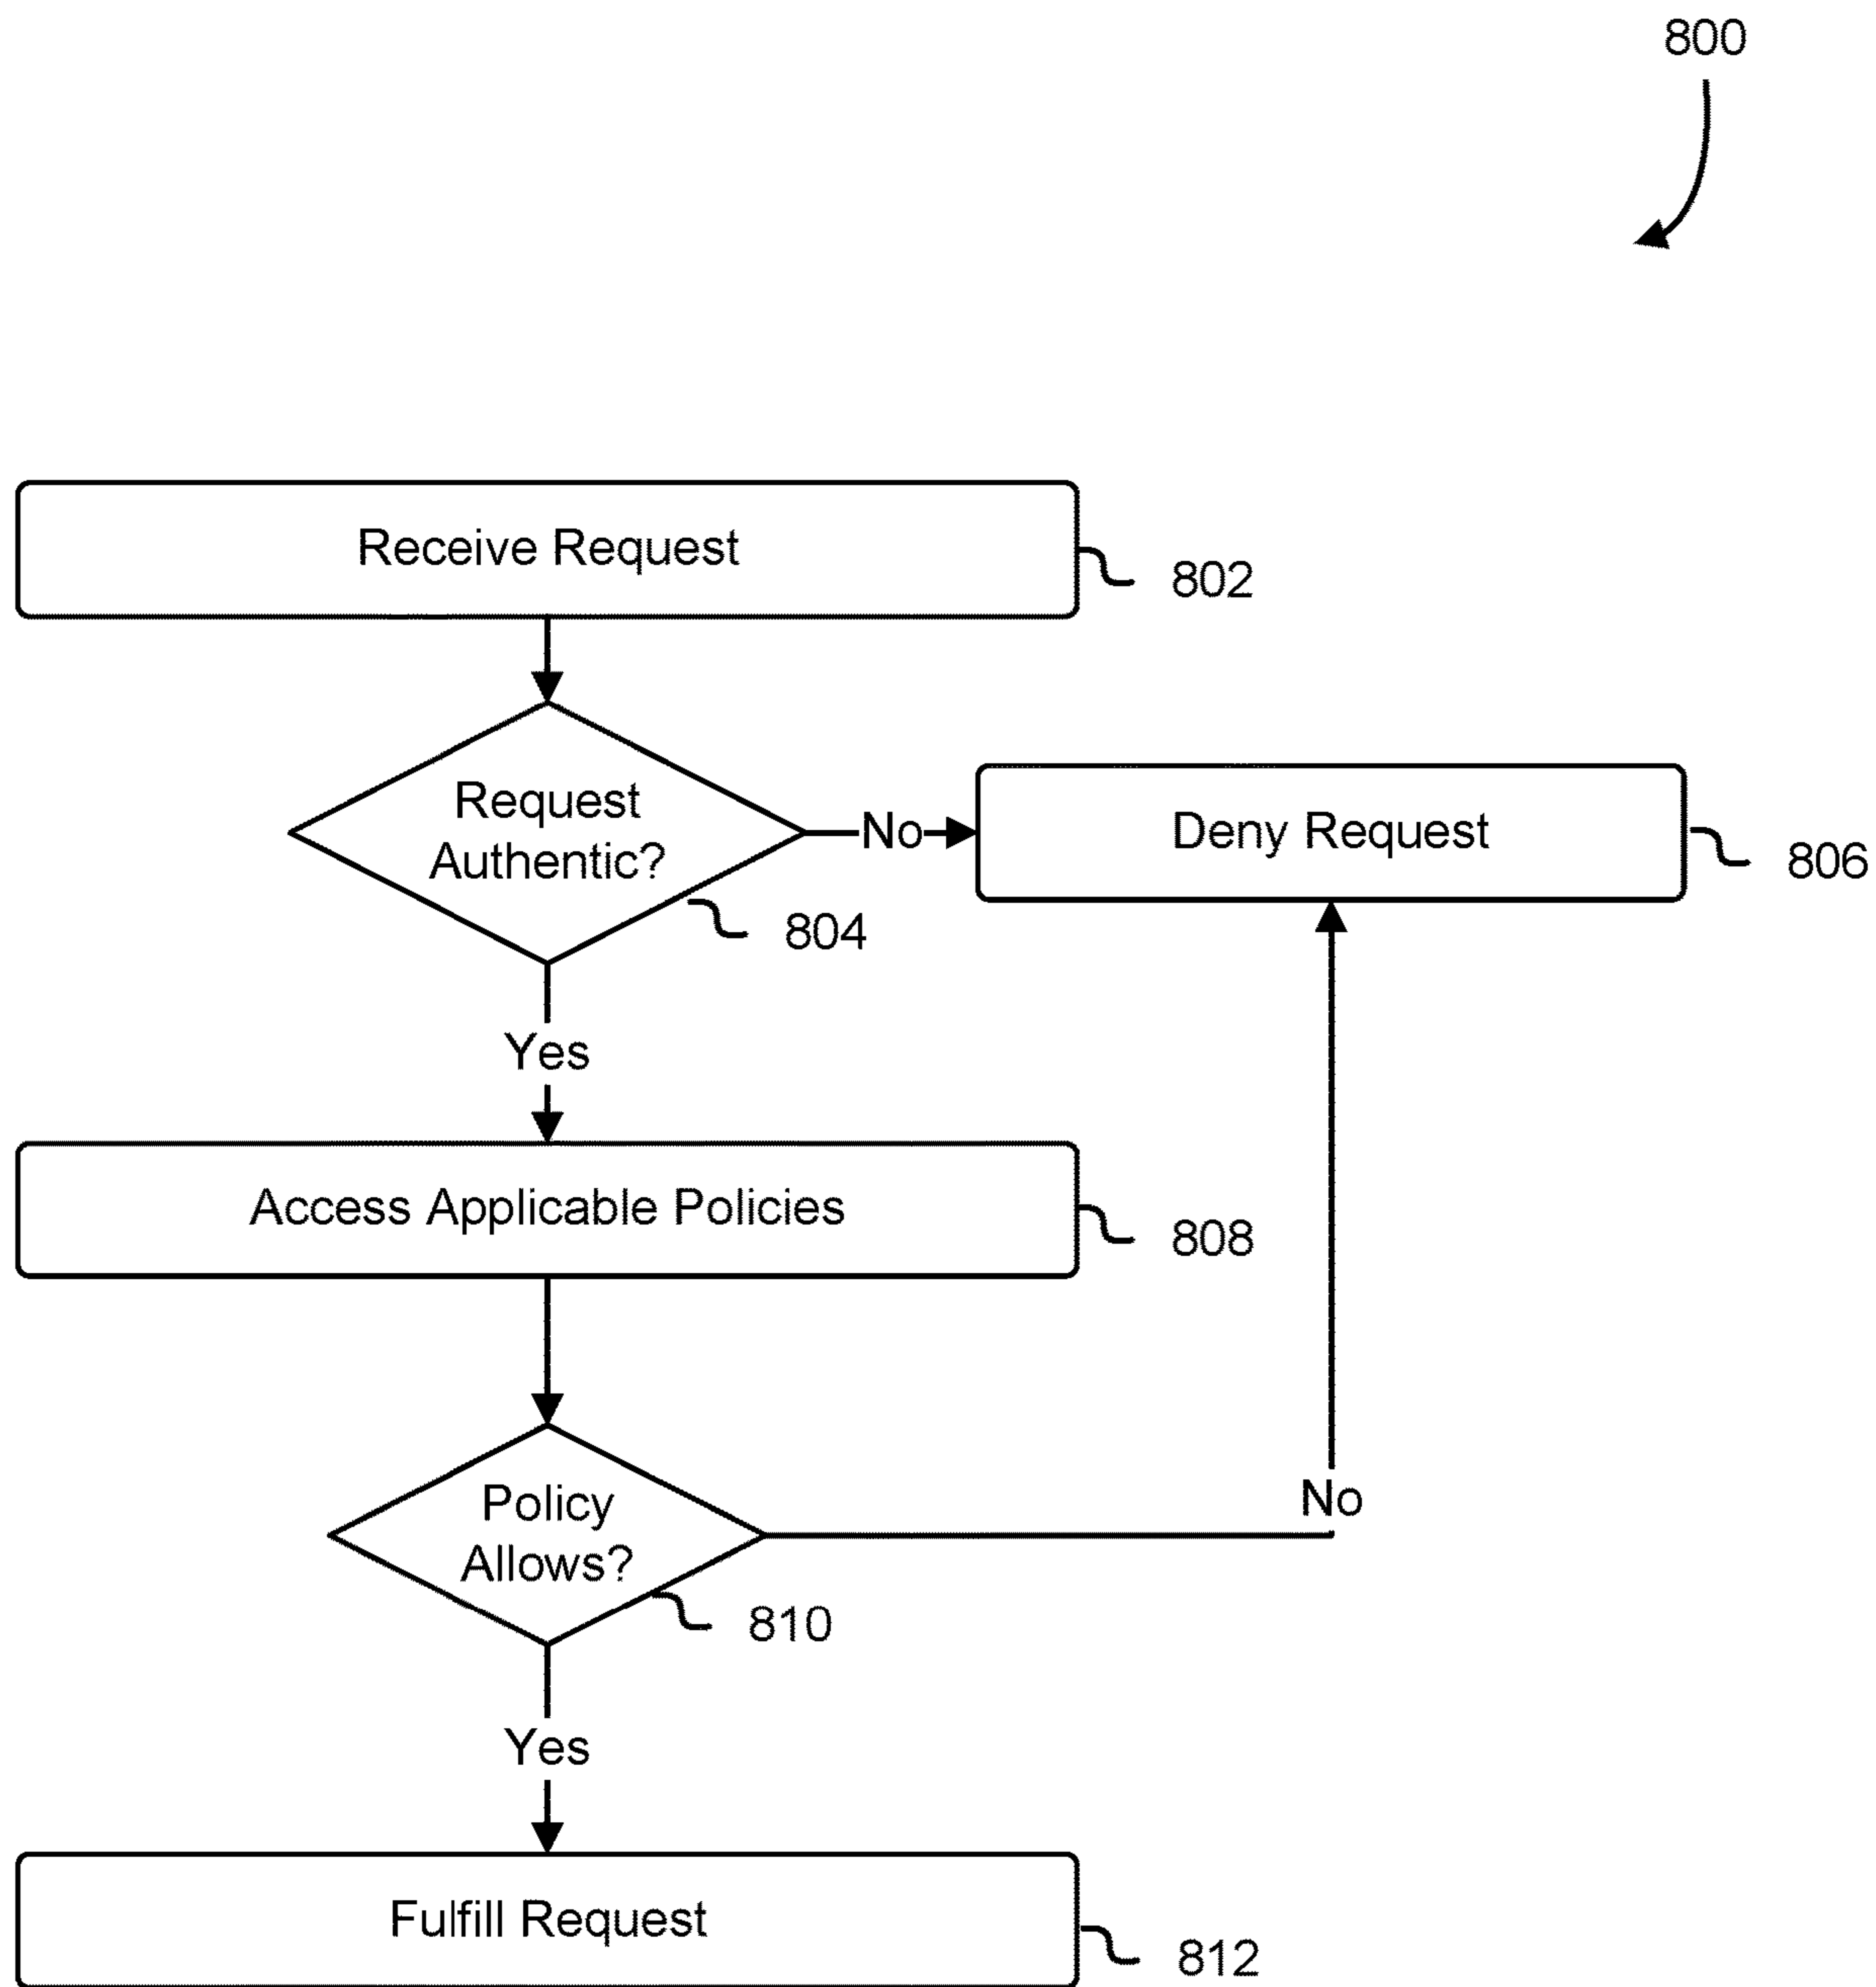 800
Receive Request
802
Request
Authentic?
804
No
Deny Request
806
Yes
Access Applicable Policies
808
Policy
Allows?
810
No
Yes
Fulfill Request
812